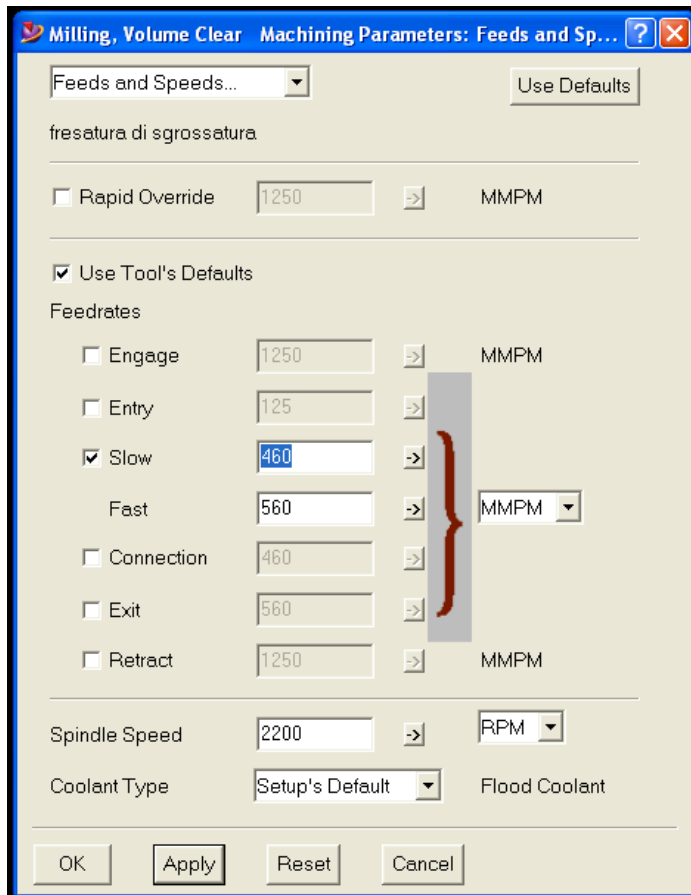 Milling, Volume Clear Machining Parameters: Feeds and Sp...
Feeds and Speeds...
Use Defaults
fresatura di sgrossatura
Rapid Override 1250 -> MMPM
Use Tool's Defaults
Feedrates
Engage 1250 -> MMPM
Entry 125 ->
Slow 460 ->
Fast 560 -> MMPM
Connection 460 ->
Exit 560 ->
Retract 1250 -> MMPM
Spindle Speed 2200 -> RPM
Coolant Type Setup's Default Flood Coolant
OK Apply Reset Cancel